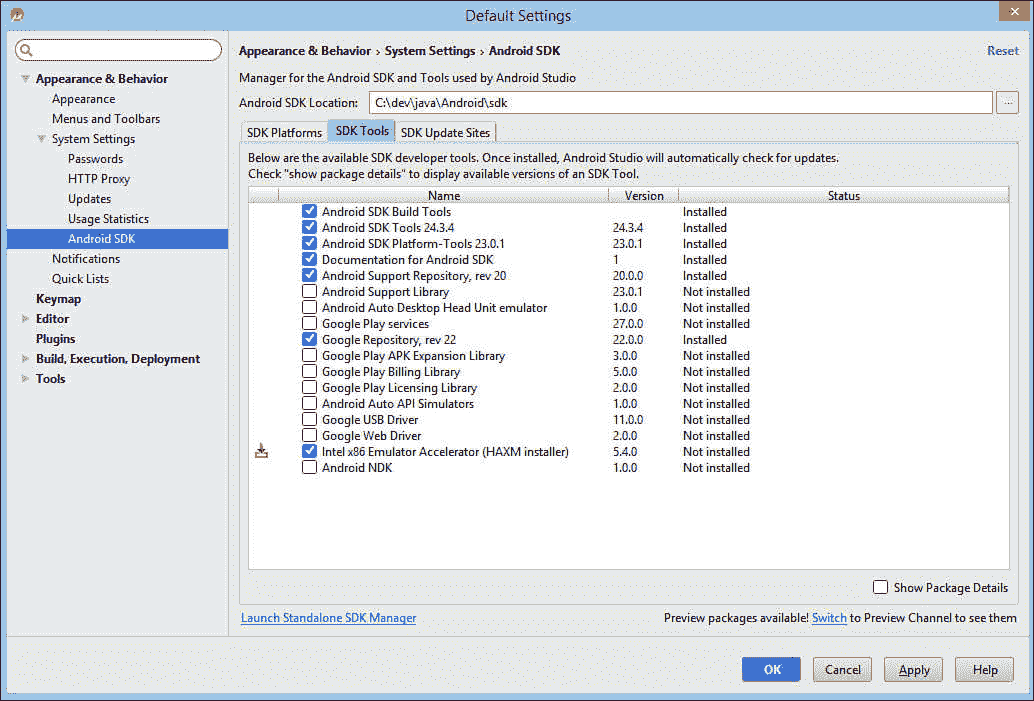 Default Settings
Appearance & Behavior › System Settings › Android SDK Reset
Manager for the Android SDK and Tools used by Android Studio
Android SDK Location: C:\dev\java\Android\sdk ...
Appearance & Behavior
Appearance
Menus and Toolbars
System Settings
Passwords
HTTP Proxy
Updates
Usage Statistics
Android SDK
Notifications
Quick Lists
Keymap
Editor
Plugins
Build, Execution, Deployment
Tools
SDK Platforms SDK Tools SDK Update Sites
Below are the available SDK developer tools. Once installed, Android Studio will automatically check for updates.
Check "show package details" to display available versions of an SDK Tool.
Name Version Status
Android SDK Build Tools Installed
Android SDK Tools 24.3.4 24.3.4 Installed
Android SDK Platform-Tools 23.0.1 23.0.1 Installed
Documentation for Android SDK 1 Installed
Android Support Repository, rev 20 20.0.0 Installed
Android Support Library 23.0.1 Not installed
Android Auto Desktop Head Unit emulator 1.0.0 Not installed
Google Play services 27.0.0 Not installed
Google Repository, rev 22 22.0.0 Installed
Google Play APK Expansion Library 3.0.0 Not installed
Google Play Billing Library 5.0.0 Not installed
Google Play Licensing Library 2.0.0 Not installed
Android Auto API Simulators 1.0.0 Not installed
Google USB Driver 11.0.0 Not installed
Google Web Driver 2.0.0 Not installed
Intel x86 Emulator Accelerator (HAXM installer) 5.4.0 Not installed
Android NDK 1.0.0 Not installed
Show Package Details
Launch Standalone SDK Manager Preview packages available! Switch to Preview Channel to see them
OK Cancel Apply Help